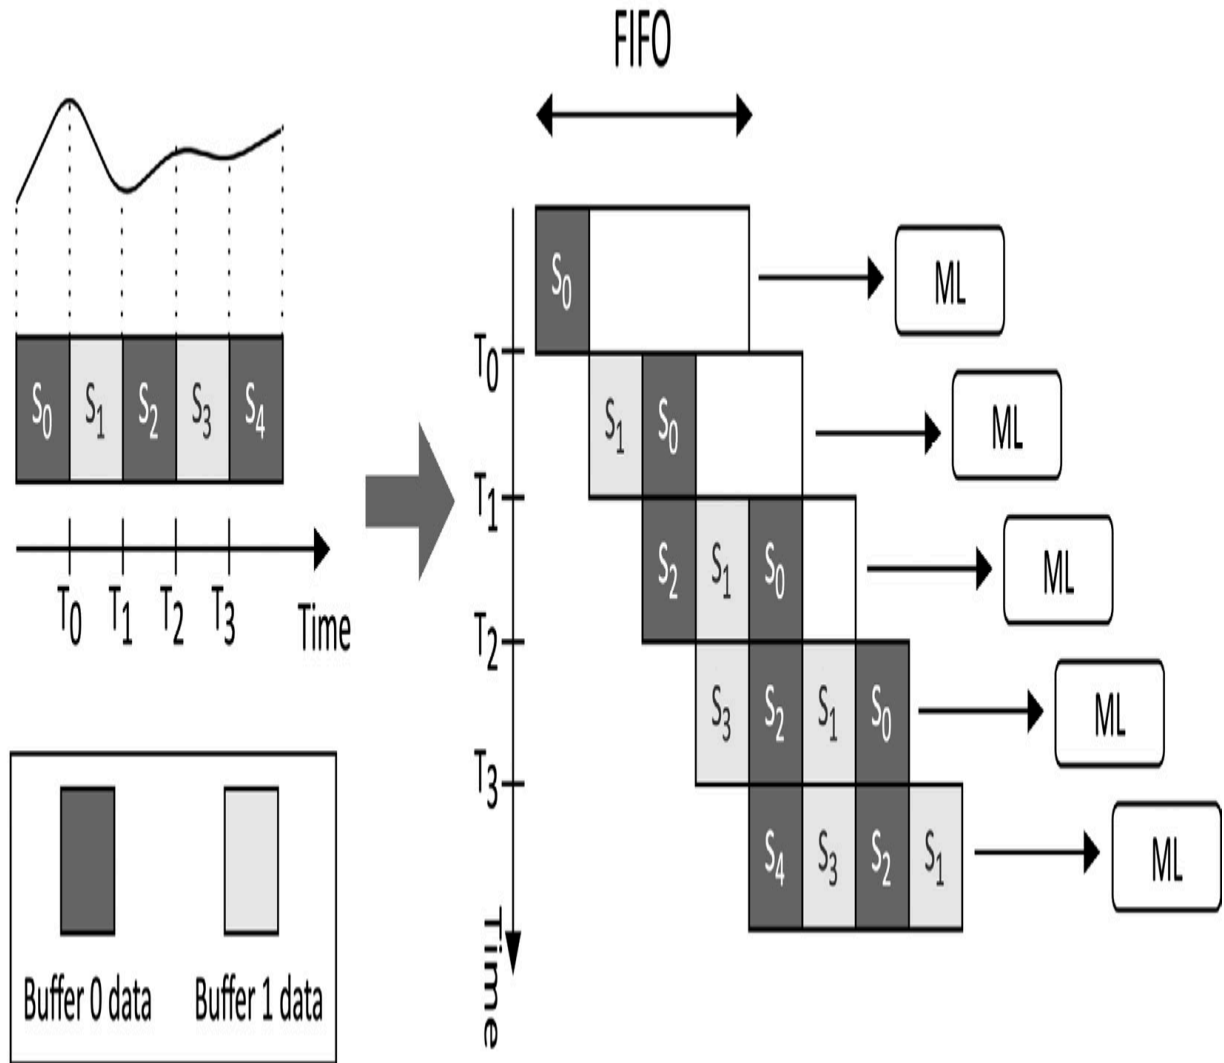 FIFO
S0 S1 S2 S3 S4
T0 T1 T2 T3 Time
Buffer 0 data Buffer 1 data
S0 ML
T0
S1 S0 ML
T1
S2 S1 S0 ML
T2
S3 S2 S1 S0 ML
T3
S4 S3 S2 S1 ML
Time